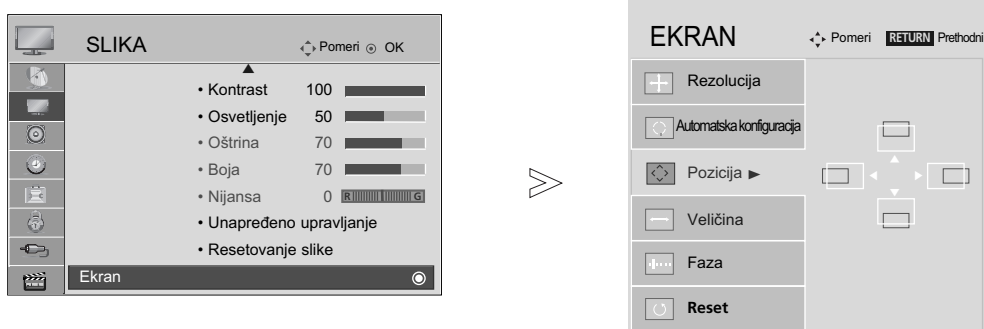 SLIKA
Pomeri OK
• Kontrast 100
• Osvetljenje 50
• Oštrina 70
• Boja 70
• Nijansa 0 R G
• Unapređeno upravljanje
• Resetovanje slike
Ekran
EKRAN
Pomeri RETURN Prethodni
Rezolucija
Automatska konfiguracija
Pozicija ►
Veličina
Faza
Reset